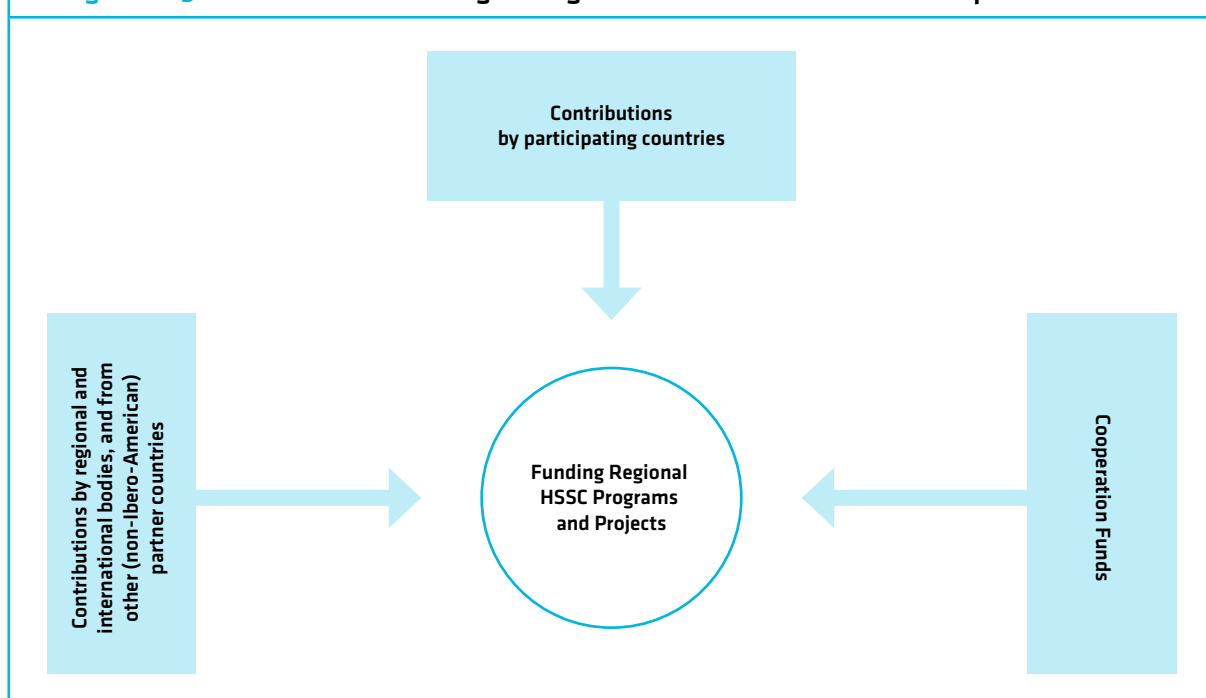 Contributions
by participating countries
Contributions by regional and
international bodies, and from
other (non-Ibero-American)
partner countries
Funding Regional
HSSC Programs
and Projects
Cooperation Funds